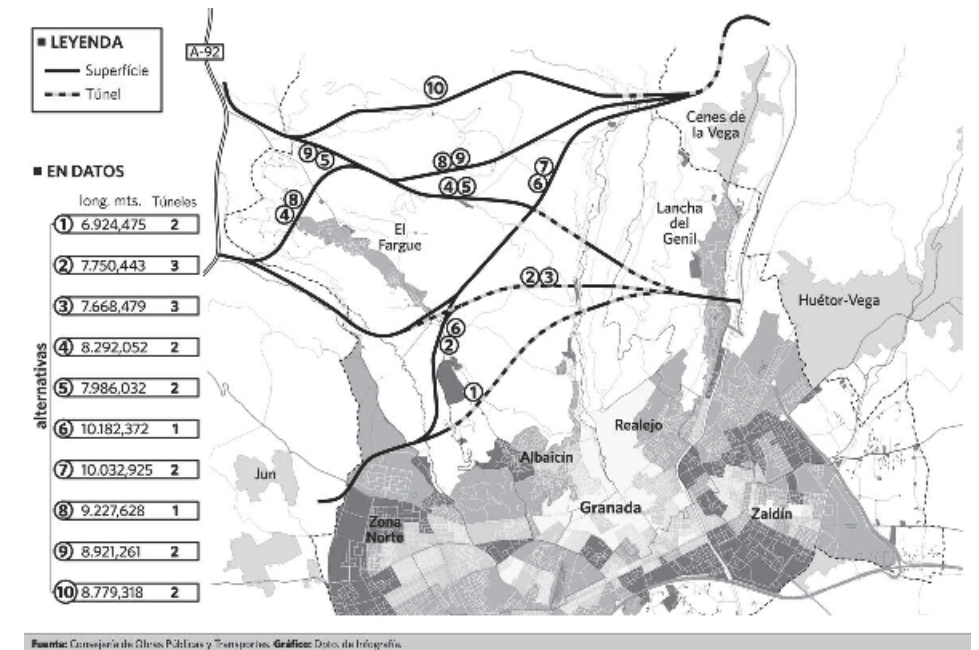 LEYENDA
Superfície
Túnel
A-92
EN DATOS
long. mts. Túneles
alternativas
1 6.924,475 2
2 7.750,443 3
3 7.668,479 3
4 8.292,052 2
5 7.986,032 2
6 10.182,372 1
7 10.032,925 2
8 9.227,628 1
9 8.921,261 2
10 8.779,318 2
10
9 5
8 9
7
6
4 5
8
4
2 3
6
2
1
Cenes de
la Vega
Lancha
del
Genil
El
Fargue
Huétor-Vega
Realejo
Albaicín
Jun
Granada
Zaidín
Zona
Norte
Fuente: Consejería de Obras Públicas y Transportes. Gráfico: Dpto. de Infografía.